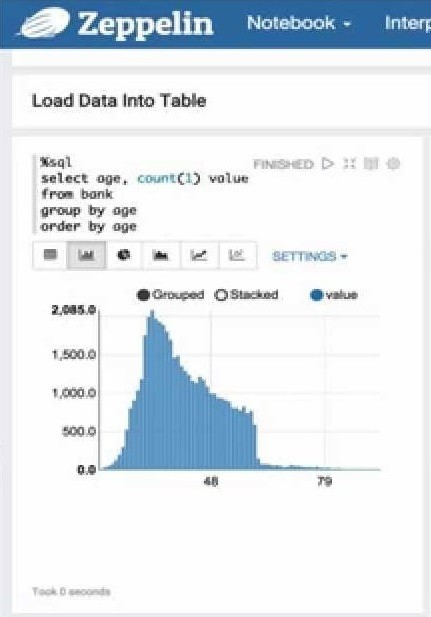 Zeppelin Notebook Interp
Load Data Into Table
%sql
FINISHED
select age, count(1) value
from bank
group by age
order by age
SETTINGS
Grouped Stacked value
2,085.0
1,500.0
1,000.0
500.0
0.0
48 79
Took 0 seconds